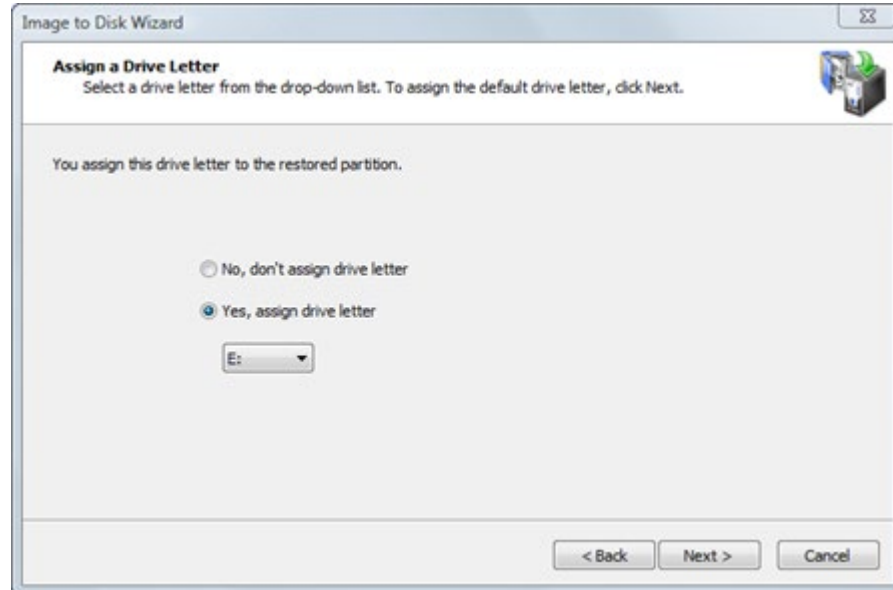 Image to Disk Wizard
Assign a Drive Letter
Select a drive letter from the drop-down list. To assign the default drive letter, click Next.
You assign this drive letter to the restored partition.
No, don't assign drive letter
Yes, assign drive letter
E:
< Back Next > Cancel